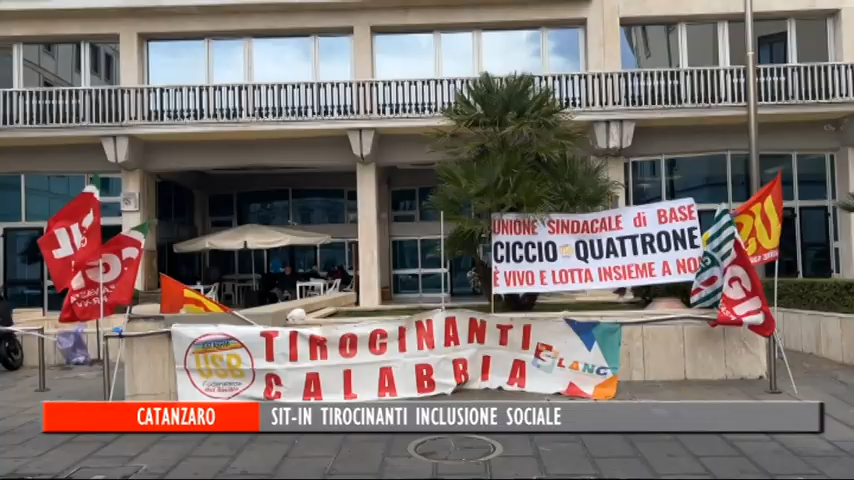 UNIONE SINDACALE di BASE
CICCIO QUATTRONE
È VIVO E LOTTA INSIEME A NOI
TIROCINANTI
CALABRIA
USB
SLANG
CATANZARO
SIT-IN TIROCINANTI INCLUSIONE SOCIALE